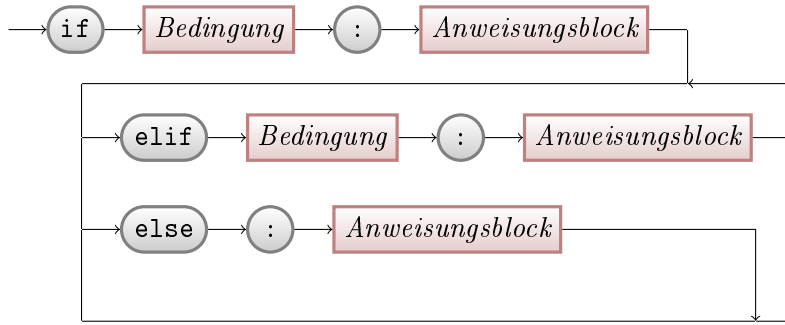 if Bedingung : Anweisungsblock
elif Bedingung : Anweisungsblock
else : Anweisungsblock